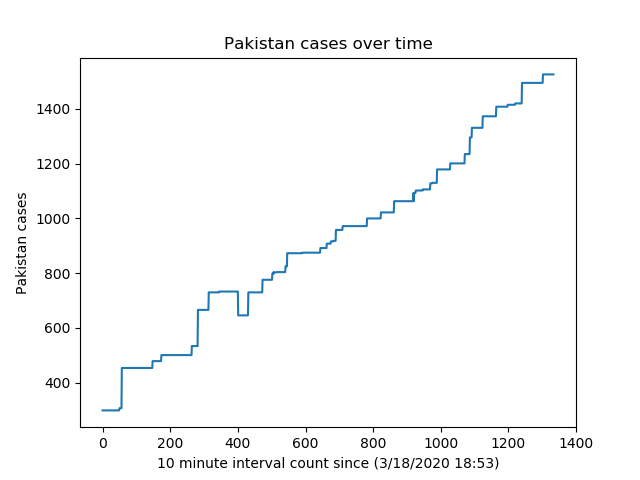 Pakistan cases over time
1400
1200
1000
800
600
400
Pakistan cases
0 200 400 600 800 1000 1200 1400
10 minute interval count since (3/18/2020 18:53)